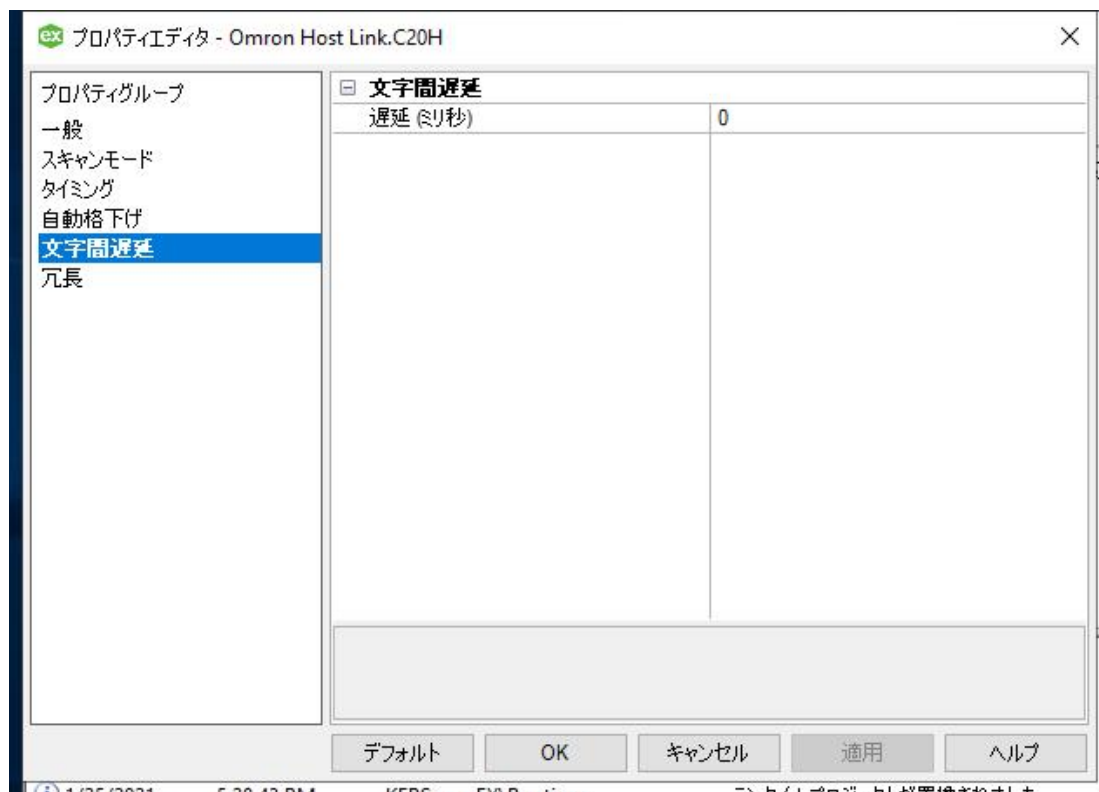 プロパティエディタ - Omron Host Link.C20H
プロパティグループ
一般
スキャンモード
タイミング
自動格下げ
文字間遅延
冗長
文字間遅延
遅延 (ミリ秒) 0
デフォルト OK キャンセル 適用 ヘルプ